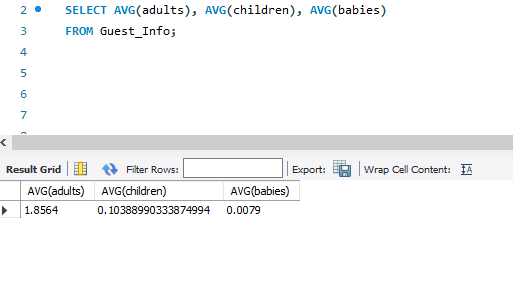 2 SELECT AVG(adults), AVG(children), AVG(babies)
3 FROM Guest_Info;
4
5
6
7
Result Grid Filter Rows: Export: Wrap Cell Content: IA
AVG(adults) AVG(children) AVG(babies)
1.8564 0.10388990333874994 0.0079